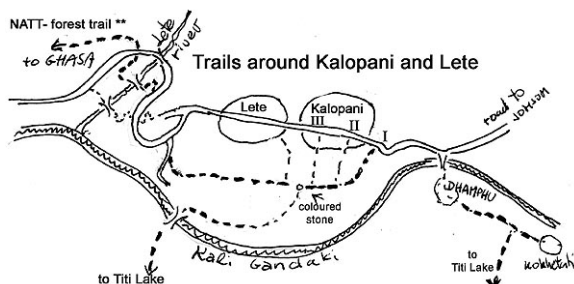 NATT- forest trail **
to GHASA
Lete
river
Trails around Kalopani and Lete
Lete
Kalopani
III
II
I
road to
JOMSOM
coloured
stone
DHAMPHU
Kokhethati
to
Titi Lake
Kali Gandaki
to Titi Lake